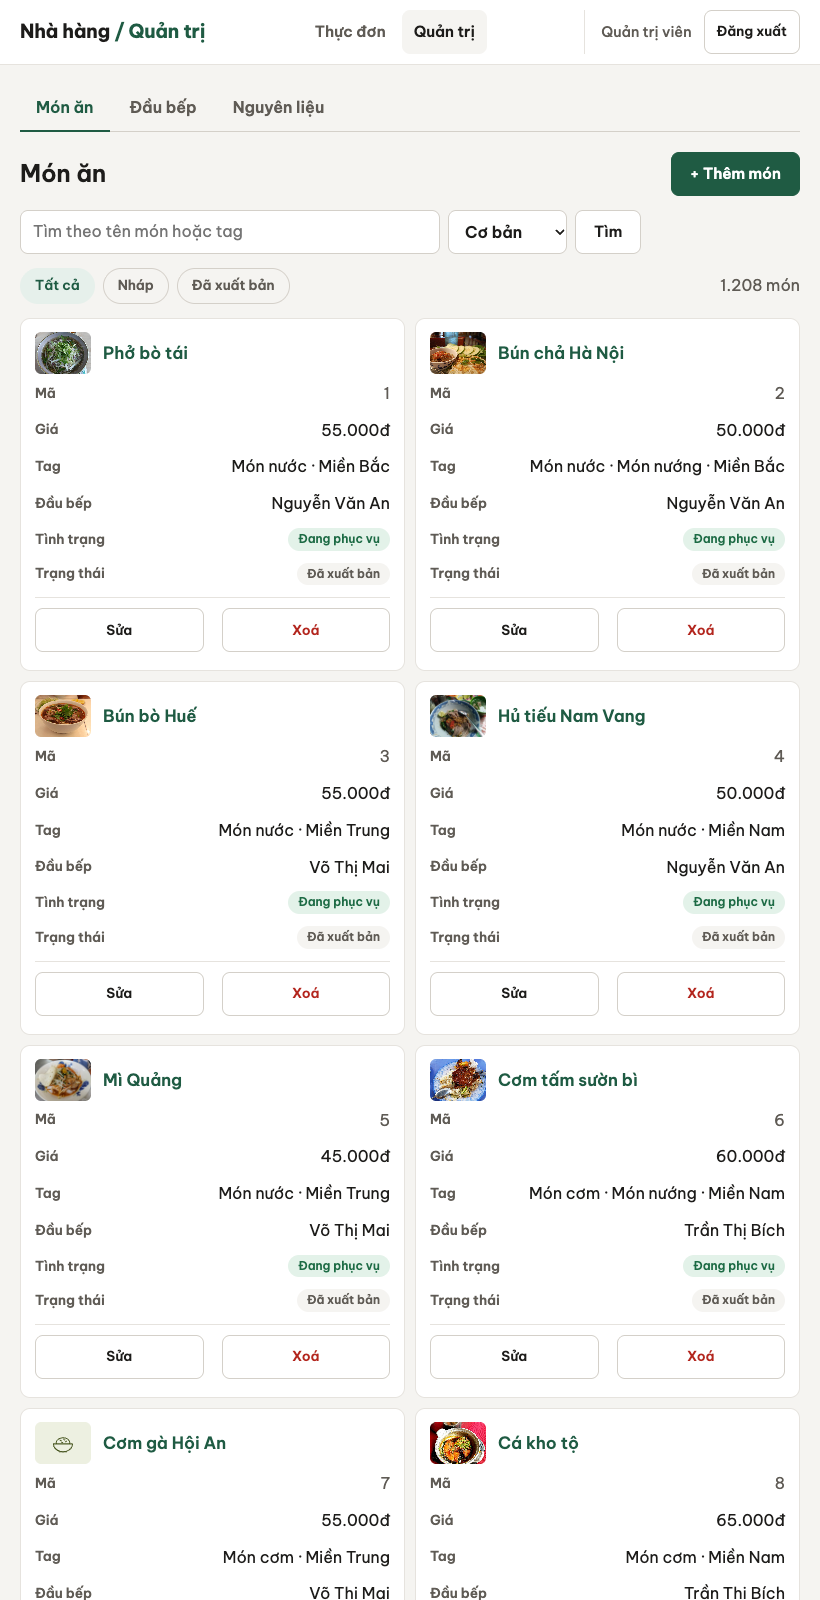 Nhà hàng / Quản trị
Thực đơn
Quản trị
Quản trị viên
Đăng xuất
Món ăn
Đầu bếp
Nguyên liệu
Món ăn
+ Thêm món
Tìm theo tên món hoặc tag
Cơ bản
Tìm
Tất cả
Nháp
Đã xuất bản
1.208 món
Phở bò tái
Mã 1
Giá 55.000đ
Tag Món nước · Miền Bắc
Đầu bếp Nguyễn Văn An
Tình trạng Đang phục vụ
Trạng thái Đã xuất bản
Sửa Xoá
Bún chả Hà Nội
Mã 2
Giá 50.000đ
Tag Món nước · Món nướng · Miền Bắc
Đầu bếp Nguyễn Văn An
Tình trạng Đang phục vụ
Trạng thái Đã xuất bản
Sửa Xoá
Bún bò Huế
Mã 3
Giá 55.000đ
Tag Món nước · Miền Trung
Đầu bếp Võ Thị Mai
Tình trạng Đang phục vụ
Trạng thái Đã xuất bản
Sửa Xoá
Hủ tiếu Nam Vang
Mã 4
Giá 50.000đ
Tag Món nước · Miền Nam
Đầu bếp Nguyễn Văn An
Tình trạng Đang phục vụ
Trạng thái Đã xuất bản
Sửa Xoá
Mì Quảng
Mã 5
Giá 45.000đ
Tag Món nước · Miền Trung
Đầu bếp Võ Thị Mai
Tình trạng Đang phục vụ
Trạng thái Đã xuất bản
Sửa Xoá
Cơm tấm sườn bì
Mã 6
Giá 60.000đ
Tag Món cơm · Món nướng · Miền Nam
Đầu bếp Trần Thị Bích
Tình trạng Đang phục vụ
Trạng thái Đã xuất bản
Sửa Xoá
Cơm gà Hội An
Mã 7
Giá 55.000đ
Tag Món cơm · Miền Trung
Đầu bếp Võ Thị Mai
Cá kho tộ
Mã 8
Giá 65.000đ
Tag Món cơm · Miền Nam
Đầu bếp Trần Thị Bích